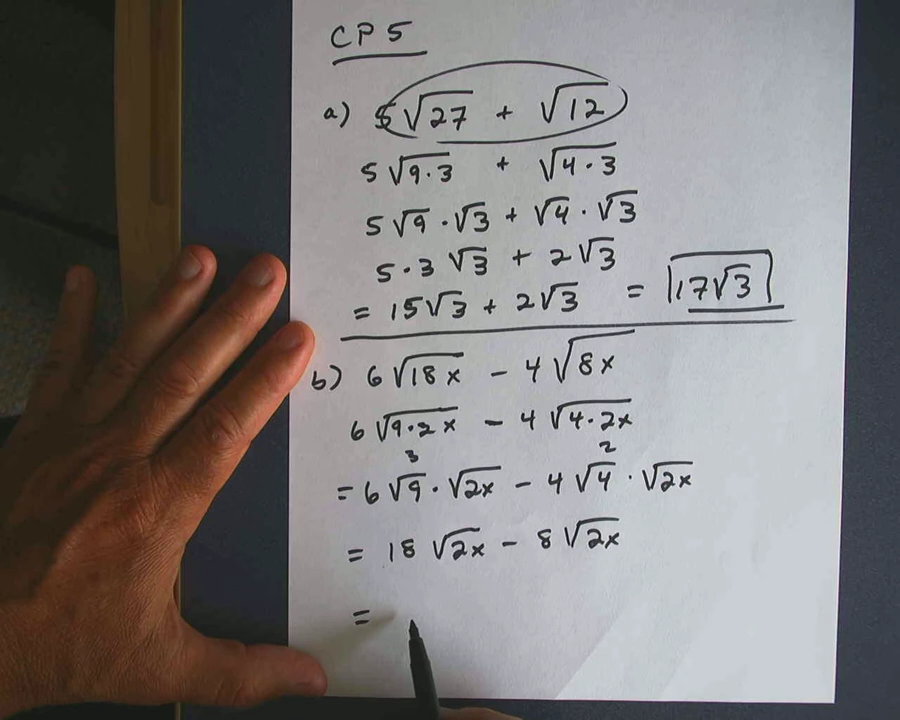 CP5
a) 5√27 + √12
5√9·3 + √4·3
5√9·√3 + √4·√3
5·3√3 + 2√3
= 15√3 + 2√3 = 17√3
b) 6√18x - 4√8x
6√9·2x - 4√4·2x
3 2
= 6√9·√2x - 4√4·√2x
= 18√2x - 8√2x
=